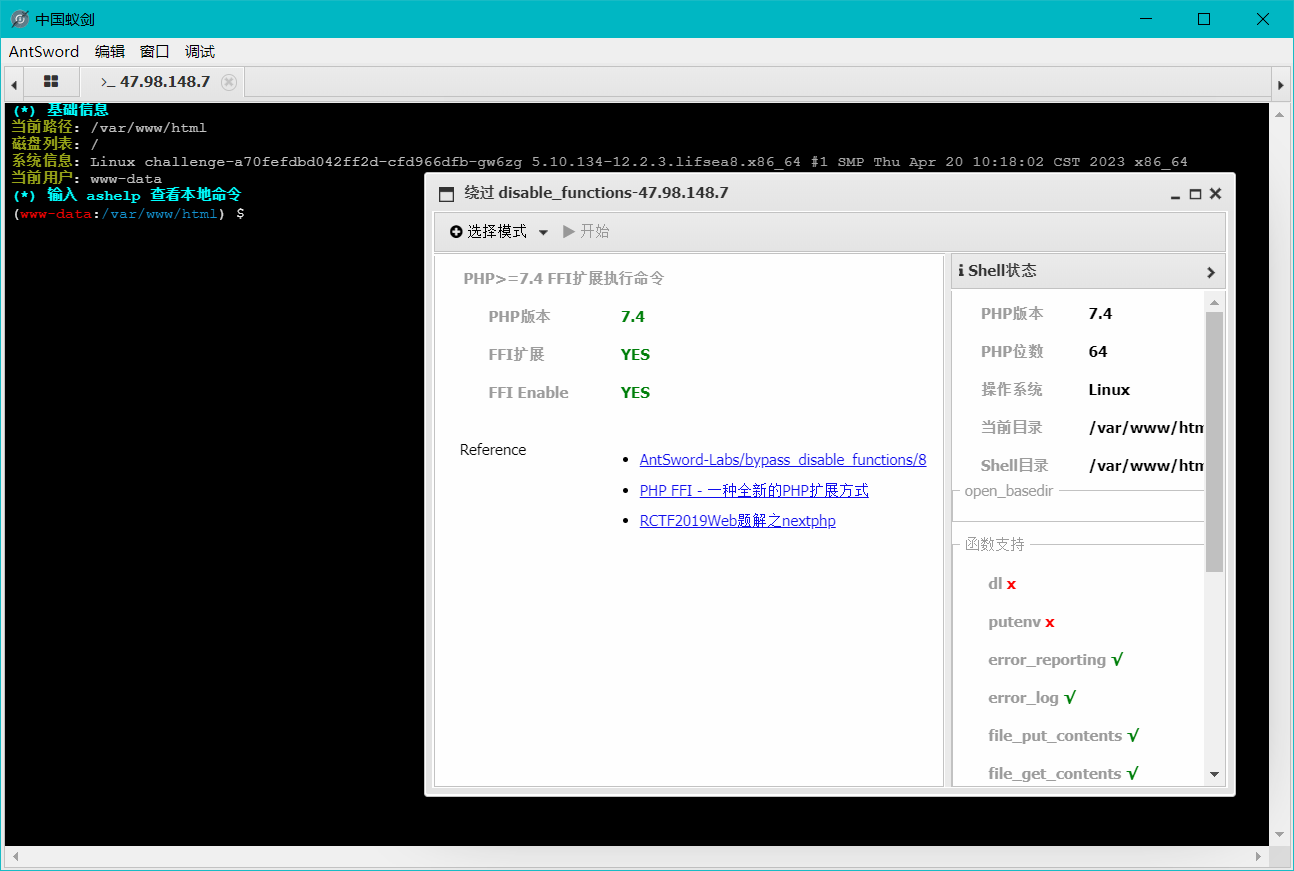 中国蚁剑
AntSword 编辑 窗口 调试
>_ 47.98.148.7
(*) 基础信息
当前路径: /var/www/html
磁盘列表: /
系统信息: Linux challenge-a70fefdbd042ff2d-cfd966dfb-gw6zg 5.10.134-12.2.3.lifsea8.x86_64 #1 SMP Thu Apr 20 10:18:02 CST 2023 x86_64
当前用户: www-data
(*) 输入 ashelp 查看本地命令
(www-data:/var/www/html) $
绕过 disable_functions-47.98.148.7
选择模式 开始
PHP>=7.4 FFI扩展执行命令
PHP版本 7.4
FFI扩展 YES
FFI Enable YES
Reference
AntSword-Labs/bypass_disable_functions/8
PHP FFI - 一种全新的PHP扩展方式
RCTF2019Web题解之nextphp
Shell状态
PHP版本 7.4
PHP位数 64
操作系统 Linux
当前目录 /var/www/htm
Shell目录 /var/www/htm
open_basedir
函数支持
dl x
putenv x
error_reporting √
error_log √
file_put_contents √
file_get_contents √